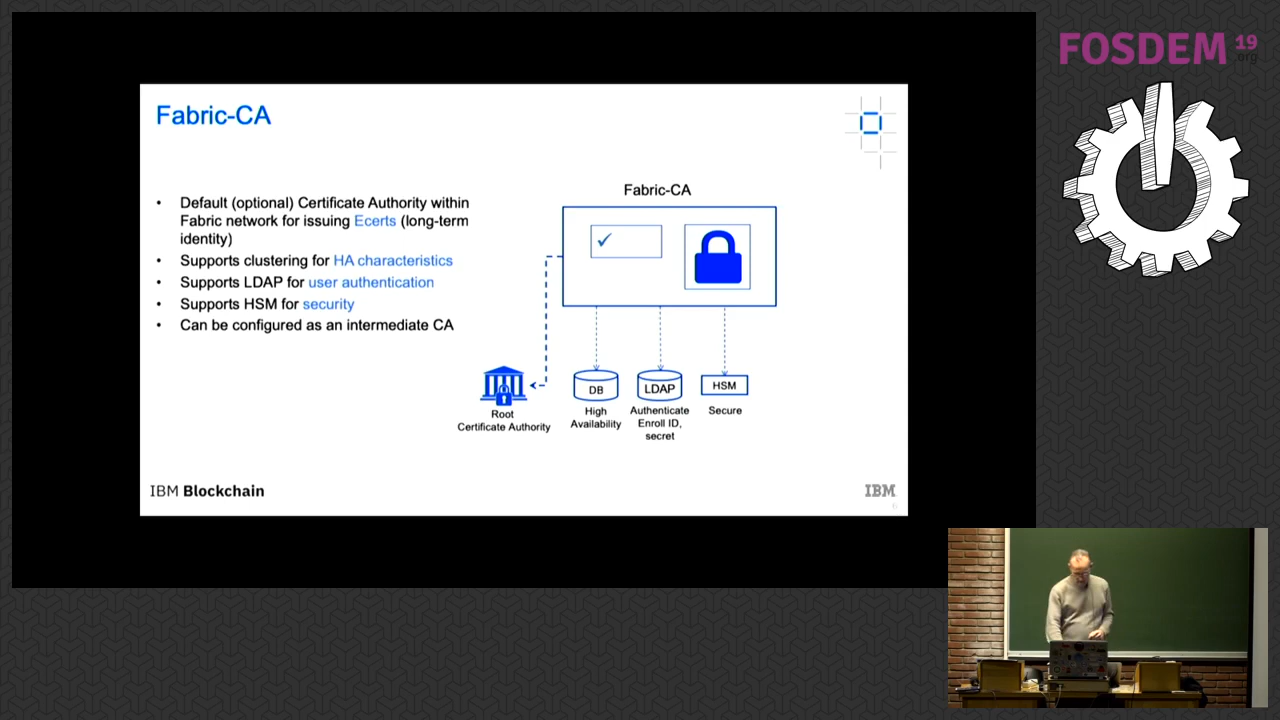 FOSDEM 19
.org
Fabric-CA
• Default (optional) Certificate Authority within
Fabric network for issuing Ecerts (long-term
identity)
• Supports clustering for HA characteristics
• Supports LDAP for user authentication
• Supports HSM for security
• Can be configured as an intermediate CA
Fabric-CA
DB
LDAP
HSM
Root
Certificate Authority
High
Availability
Authenticate
Enroll ID,
secret
Secure
IBM Blockchain
IBM
6